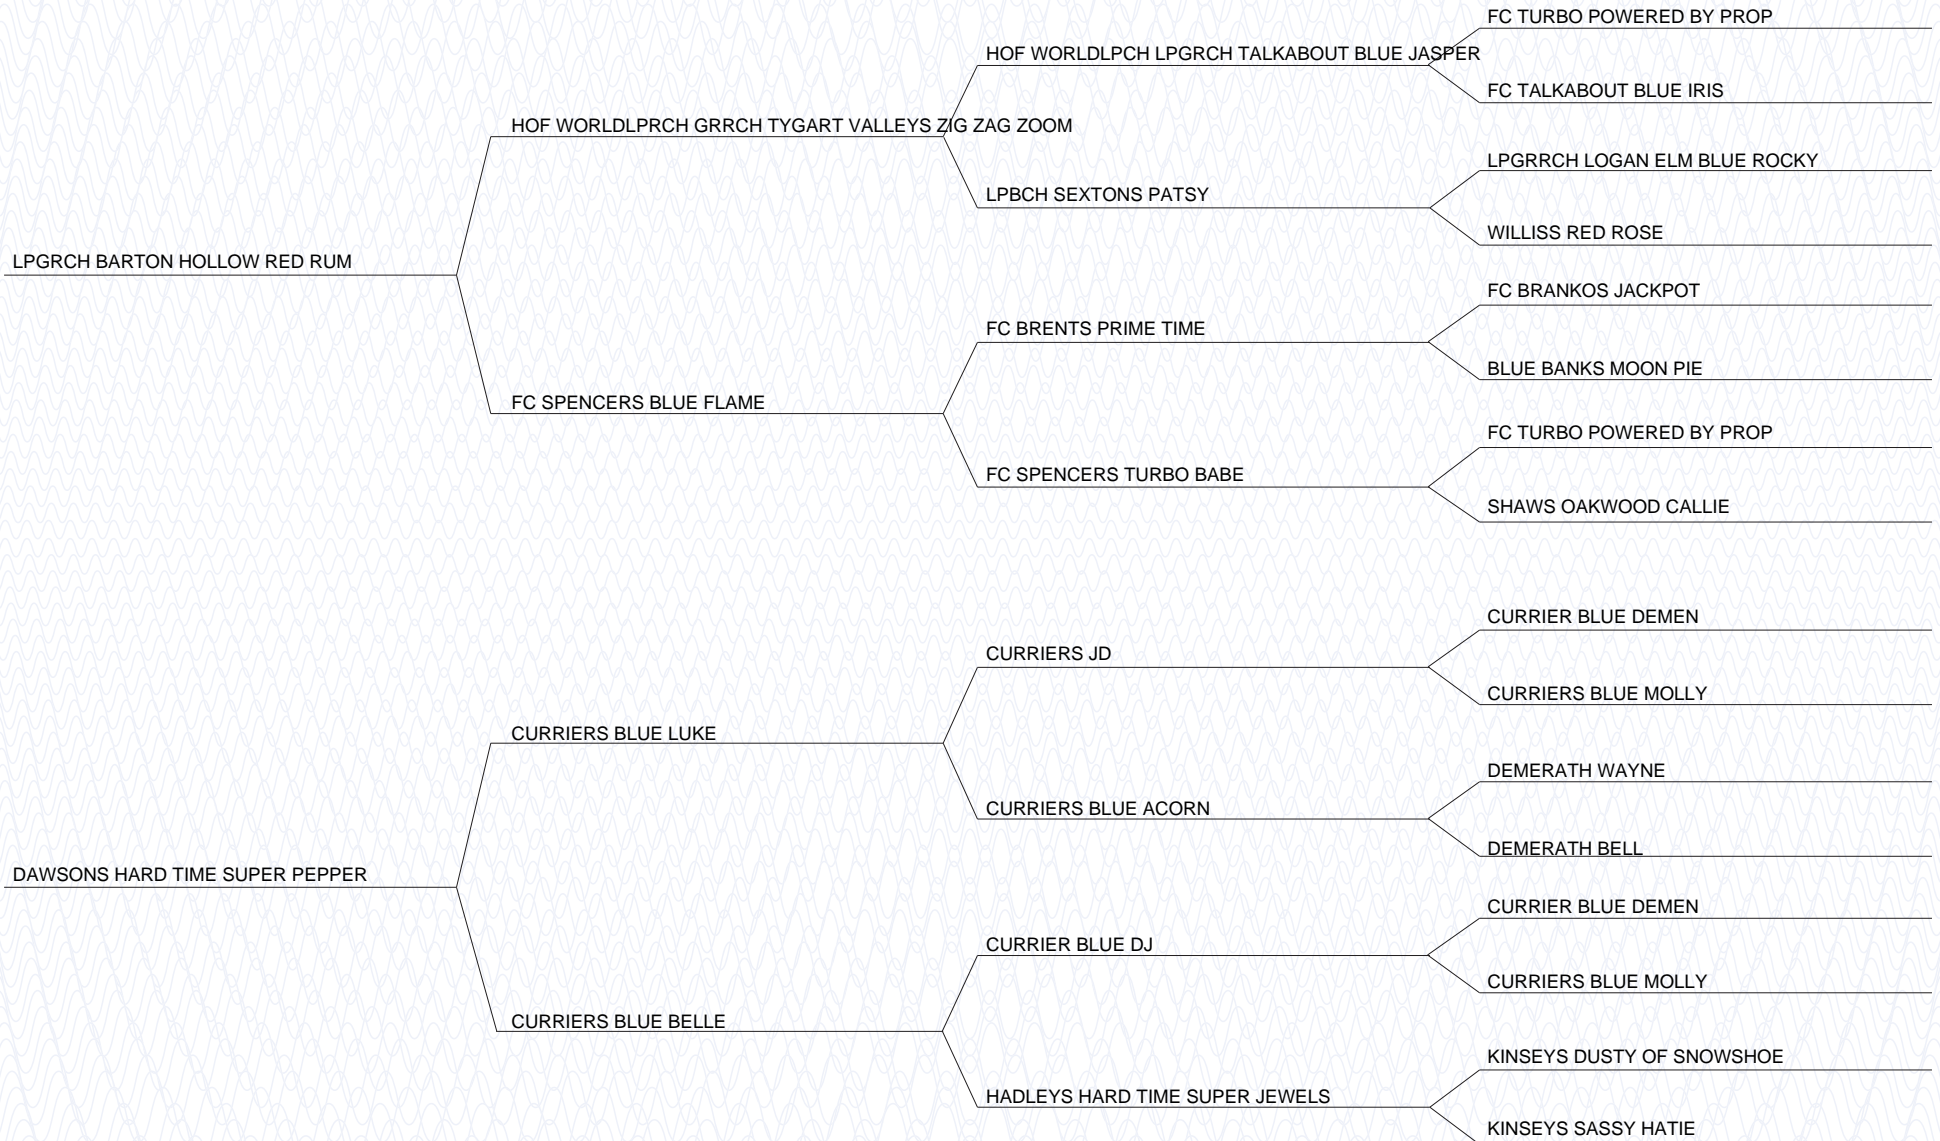 FC TURBO POWERED BY PROP
HOF WORLDLPCH LPGRCH TALKABOUT BLUE JASPER
FC TALKABOUT BLUE IRIS
HOF WORLDLPRCH GRRCH TYGART VALLEYS ZIG ZAG ZOOM
LPGRRCH LOGAN ELM BLUE ROCKY
LPBCH SEXTONS PATSY
WILLISS RED ROSE
LPGRCH BARTON HOLLOW RED RUM
FC BRANKOS JACKPOT
FC BRENTS PRIME TIME
BLUE BANKS MOON PIE
FC SPENCERS BLUE FLAME
FC TURBO POWERED BY PROP
FC SPENCERS TURBO BABE
SHAWS OAKWOOD CALLIE
CURRIER BLUE DEMEN
CURRIERS JD
CURRIERS BLUE MOLLY
CURRIERS BLUE LUKE
DEMERATH WAYNE
CURRIERS BLUE ACORN
DEMERATH BELL
DAWSONS HARD TIME SUPER PEPPER
CURRIER BLUE DEMEN
CURRIER BLUE DJ
CURRIERS BLUE MOLLY
CURRIERS BLUE BELLE
KINSEYS DUSTY OF SNOWSHOE
HADLEYS HARD TIME SUPER JEWELS
KINSEYS SASSY HATIE